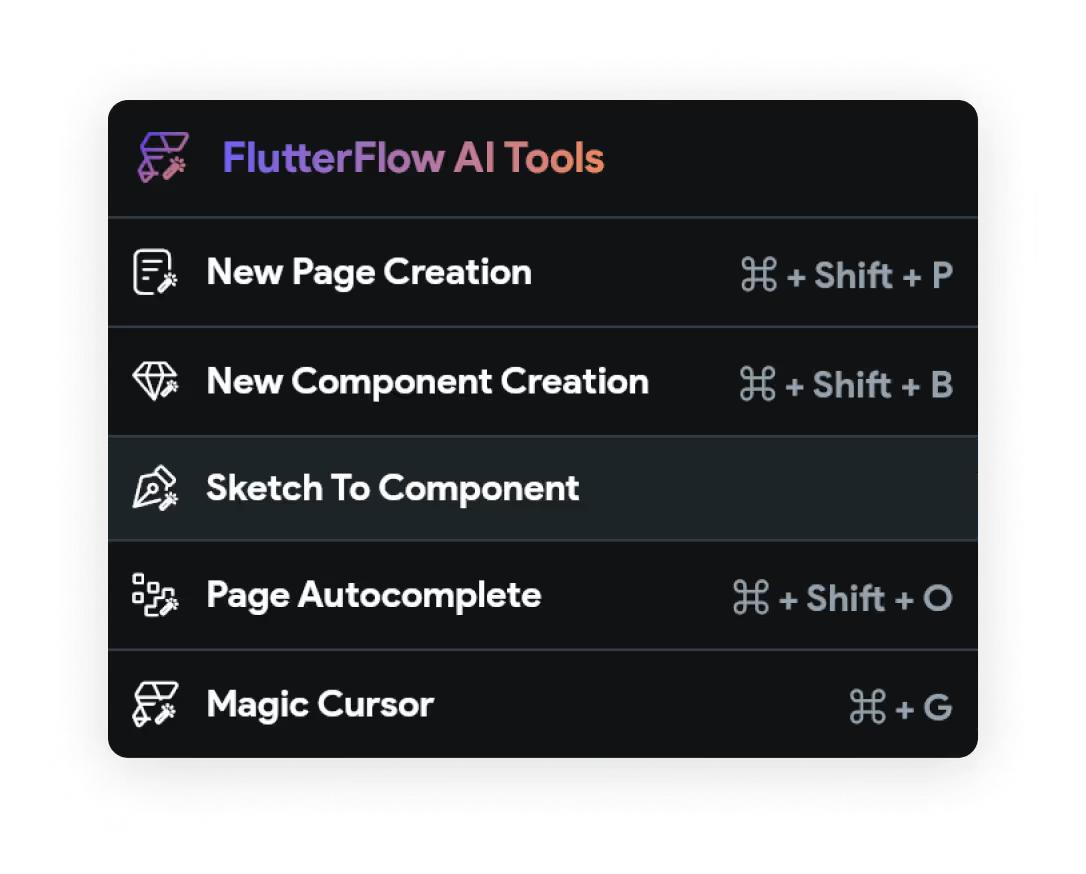 FlutterFlow AI Tools
New Page Creation ⌘ + Shift + P
New Component Creation ⌘ + Shift + B
Sketch To Component
Page Autocomplete ⌘ + Shift + O
Magic Cursor ⌘ + G